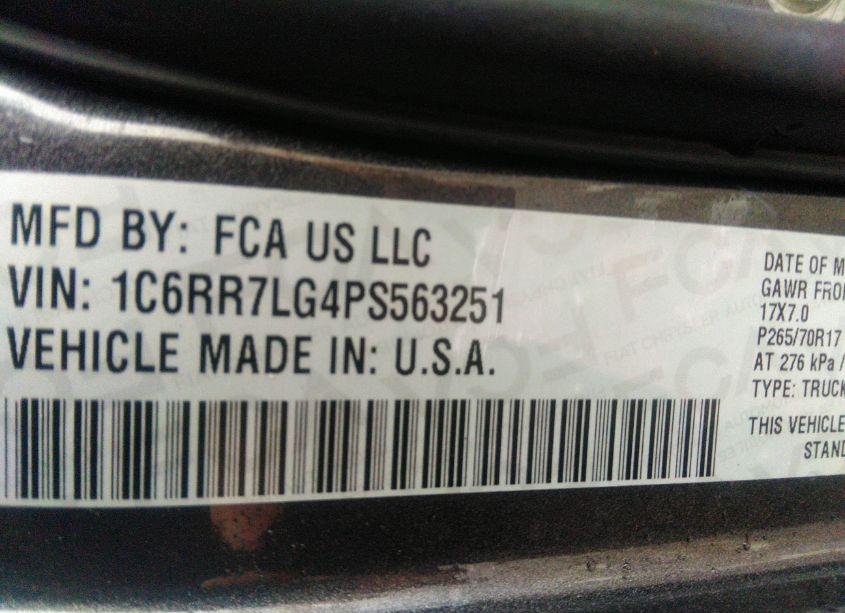 MFD BY: FCA US LLC
VIN: 1C6RR7LG4PS563251
VEHICLE MADE IN: U.S.A.
DATE OF M
GAWR FRO
17X7.0
P265/70R17
AT 276 kPa /
TYPE: TRUCK
THIS VEHICLE
STAND